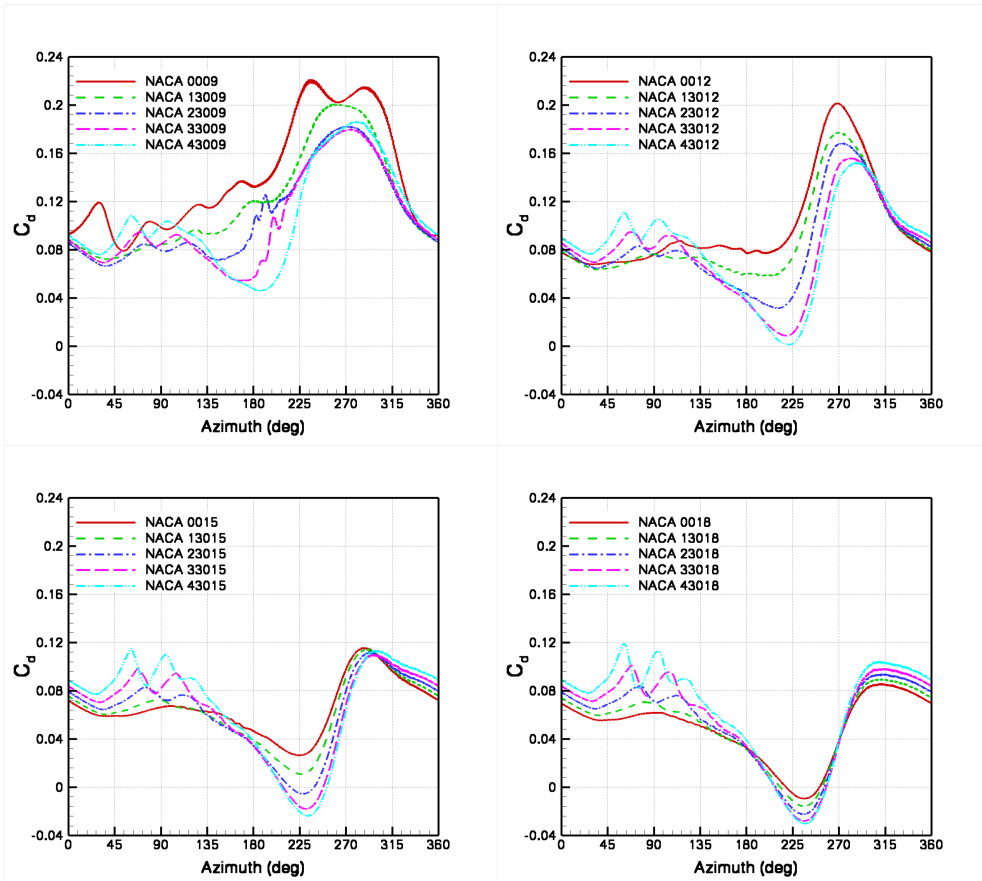 0.24
NACA 0009
NACA 13009
NACA 23009
NACA 33009
NACA 43009
0.2
0.16
0.12
0.08
0.04
0
-0.04
Cd
0 45 90 135 180 225 270 315 360
Azimuth (deg)
0.24
NACA 0012
NACA 13012
NACA 23012
NACA 33012
NACA 43012
0.2
0.16
0.12
0.08
0.04
0
-0.04
Cd
0 45 90 135 180 225 270 315 360
Azimuth (deg)
0.24
NACA 0015
NACA 13015
NACA 23015
NACA 33015
NACA 43015
0.2
0.16
0.12
0.08
0.04
0
-0.04
Cd
0 45 90 135 180 225 270 315 360
Azimuth (deg)
0.24
NACA 0018
NACA 13018
NACA 23018
NACA 33018
NACA 43018
0.2
0.16
0.12
0.08
0.04
0
-0.04
Cd
0 45 90 135 180 225 270 315 360
Azimuth (deg)